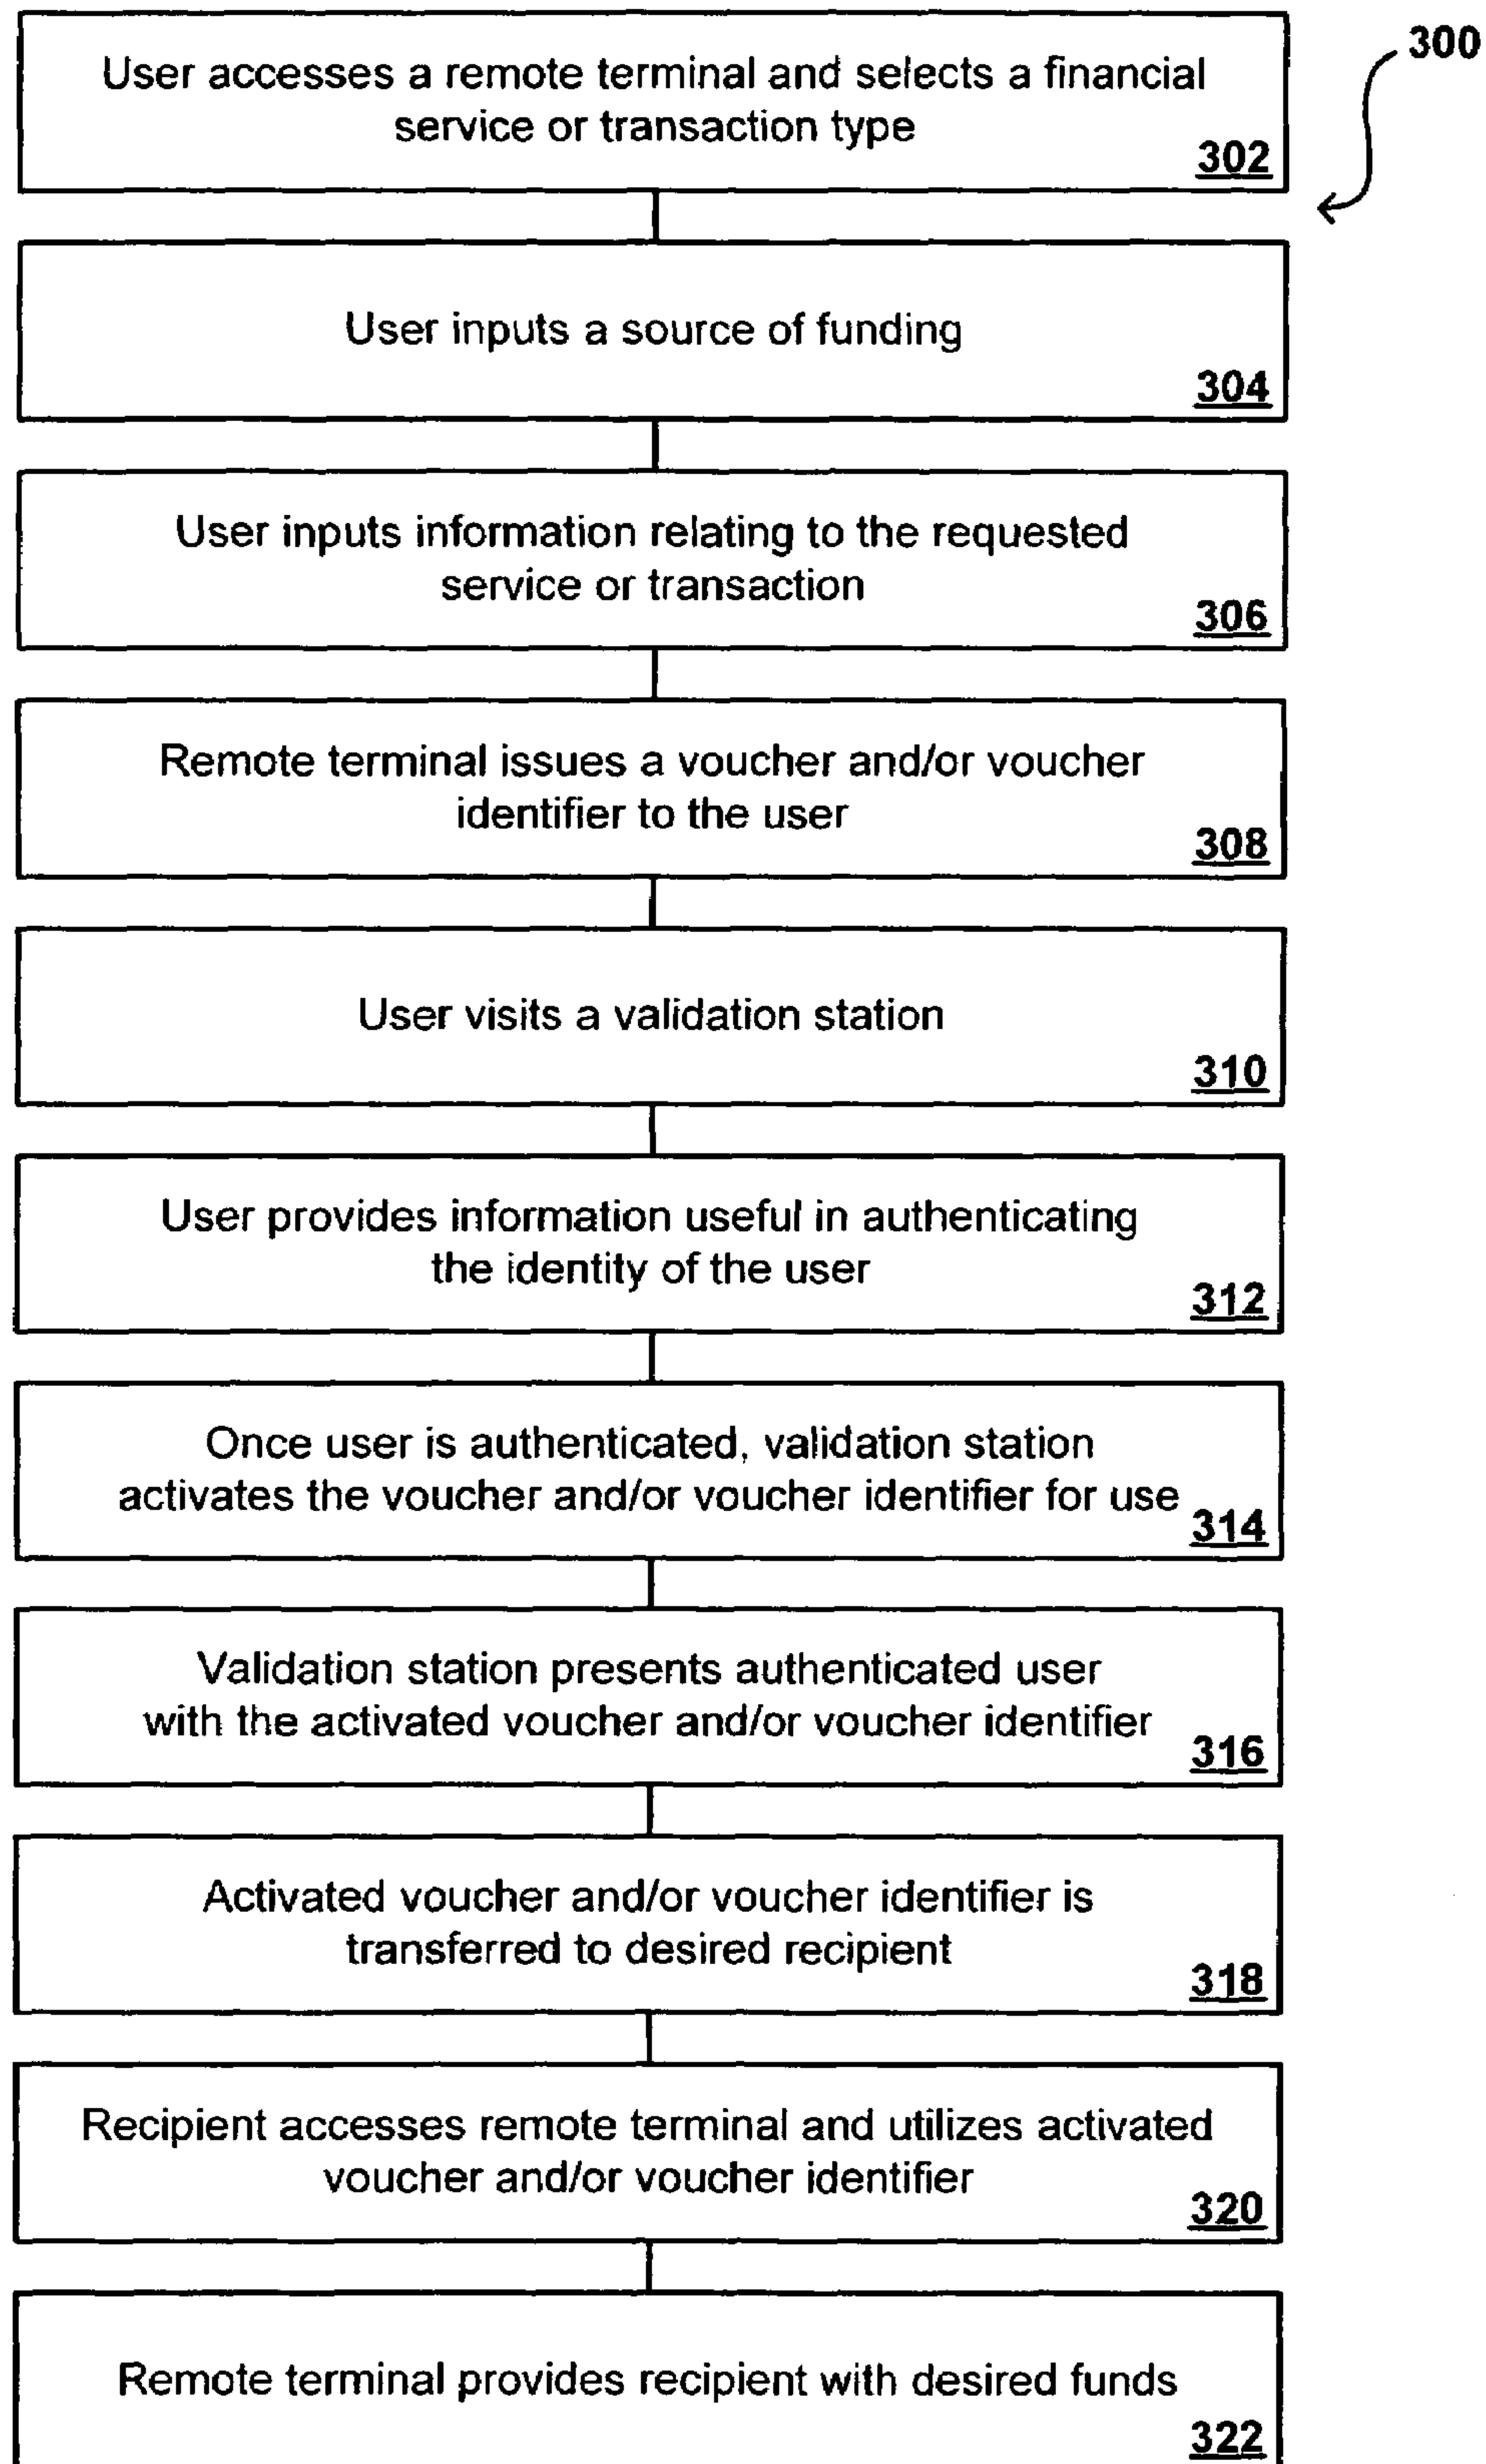 300
User accesses a remote terminal and selects a financial
service or transaction type
302
User inputs a source of funding
304
User inputs information relating to the requested
service or transaction
306
Remote terminal issues a voucher and/or voucher
identifier to the user
308
User visits a validation station
310
User provides information useful in authenticating
the identity of the user
312
Once user is authenticated, validation station
activates the voucher and/or voucher identifier for use
314
Validation station presents authenticated user
with the activated voucher and/or voucher identifier
316
Activated voucher and/or voucher identifier is
transferred to desired recipient
318
Recipient accesses remote terminal and utilizes activated
voucher and/or voucher identifier
320
Remote terminal provides recipient with desired funds
322